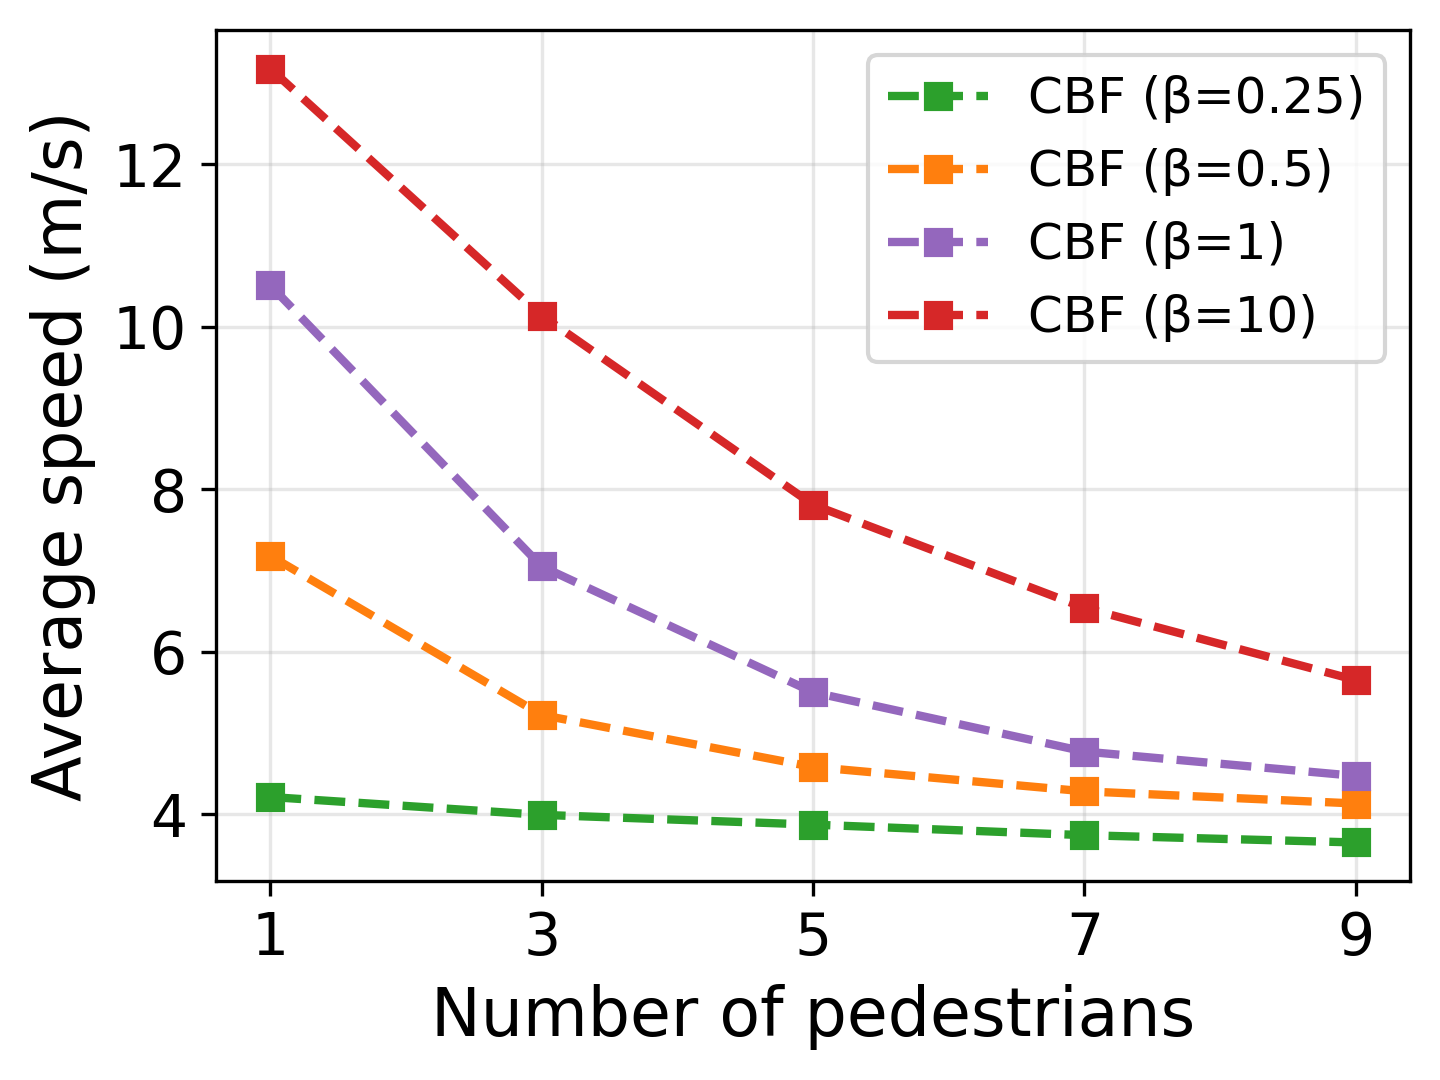 Average speed (m/s)
12
10
8
6
4
CBF (β=0.25)
CBF (β=0.5)
CBF (β=1)
CBF (β=10)
1 3 5 7 9
Number of pedestrians